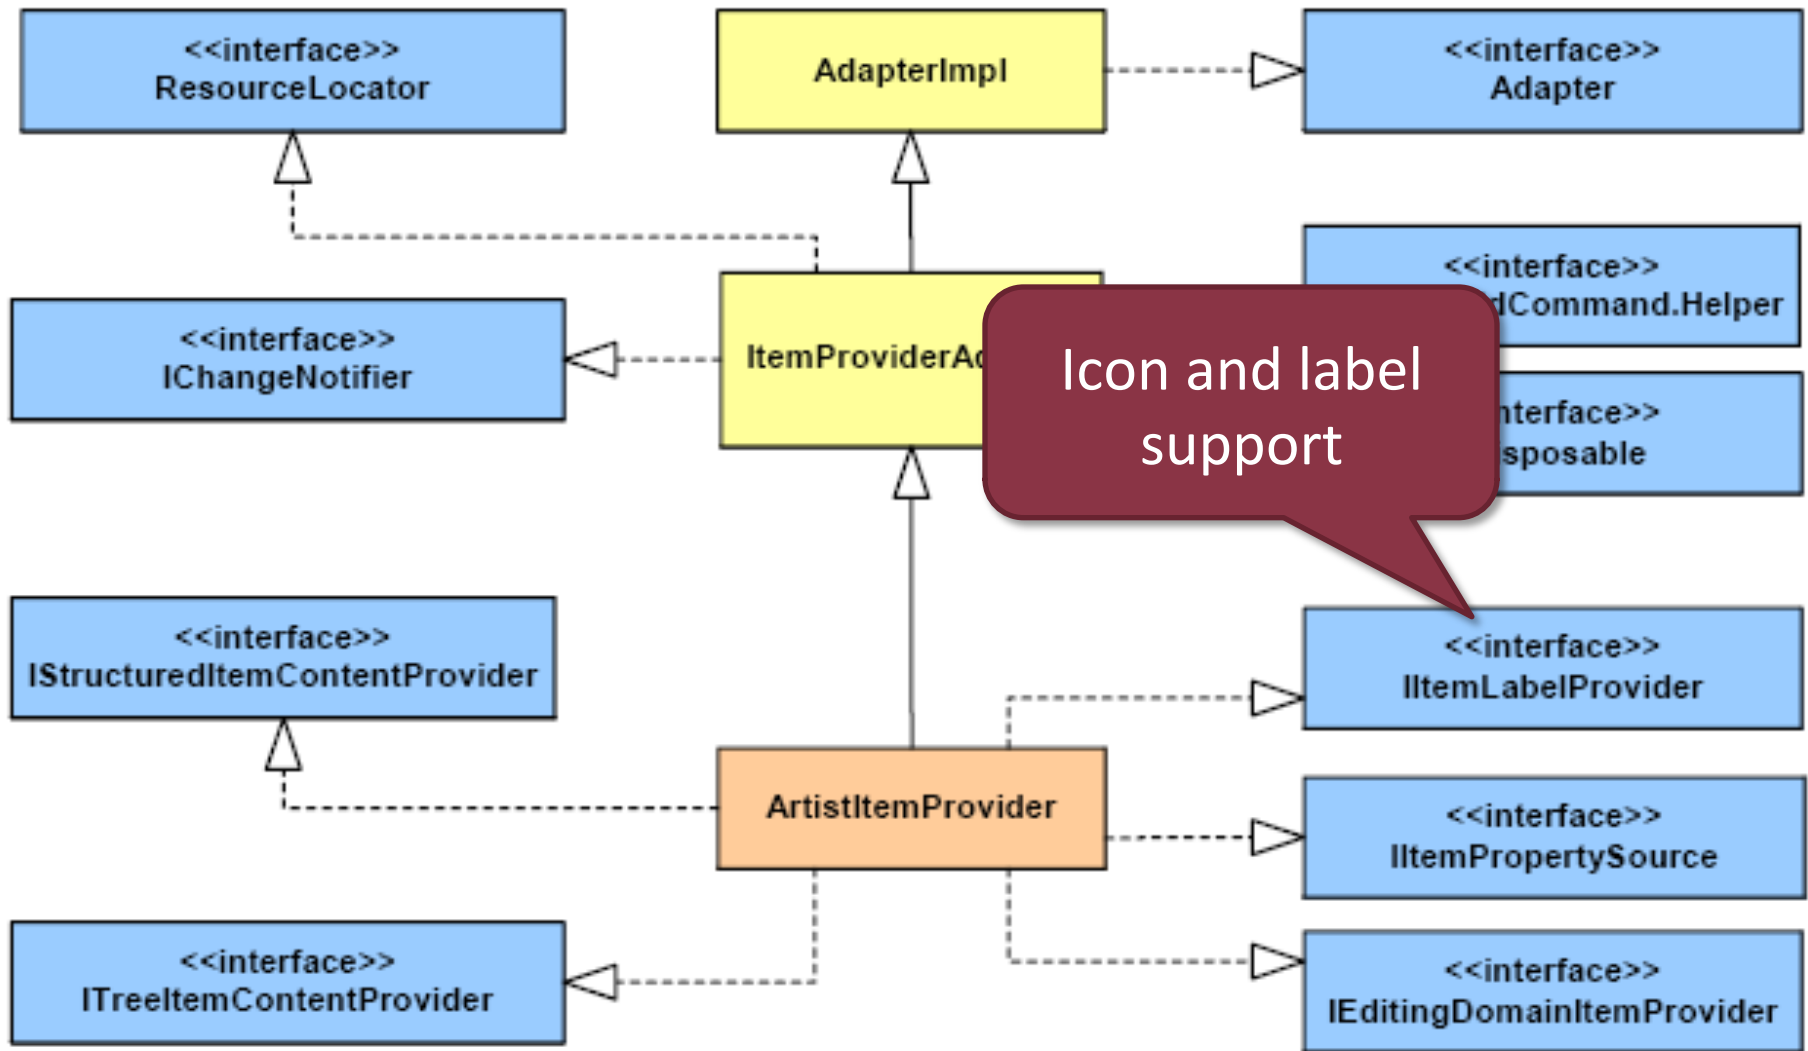 <<interface>>
ResourceLocator
AdapterImpl
<<interface>>
Adapter
<<interface>>
dCommand.Helper
<<interface>>
IChangeNotifier
ItemProviderAd
Icon and label
support
nterface>>
sposable
<<interface>>
IStructuredItemContentProvider
<<interface>>
IItemLabelProvider
ArtistItemProvider
<<interface>>
IItemPropertySource
<<interface>>
ITreeItemContentProvider
<<interface>>
IEditingDomainItemProvider